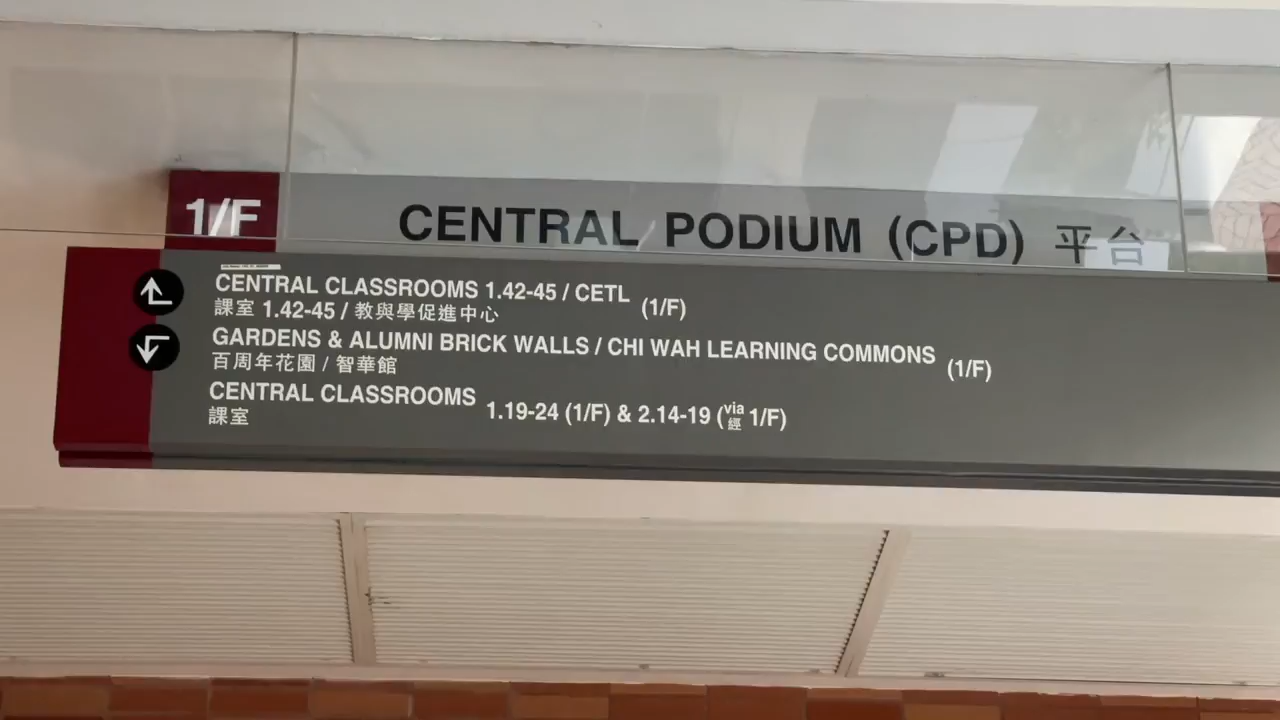 1/F CENTRAL PODIUM (CPD) 平台
CENTRAL CLASSROOMS 1.42-45 / CETL (1/F)
課室 1.42-45 / 教與學促進中心
GARDENS & ALUMNI BRICK WALLS / CHI WAH LEARNING COMMONS (1/F)
百周年花園 / 智華館
CENTRAL CLASSROOMS 1.19-24 (1/F) & 2.14-19 (via 1/F)
課室 經